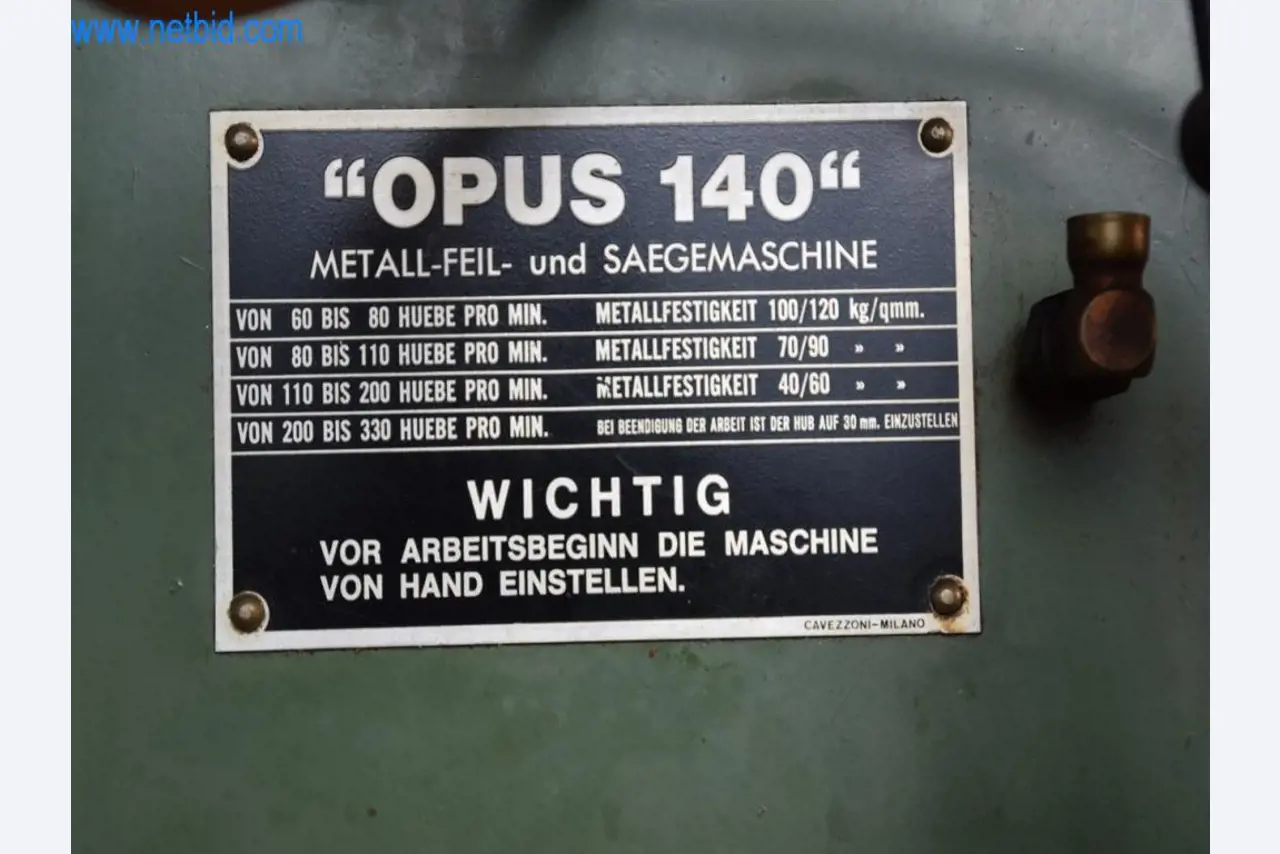 www.netbid.com
“OPUS 140“
METALL-FEIL- und SAEGEMASCHINE
VON 60 BIS 80 HUEBE PRO MIN. METALLFESTIGKEIT 100/120 kg/qmm.
VON 80 BIS 110 HUEBE PRO MIN. METALLFESTIGKEIT 70/90 » »
VON 110 BIS 200 HUEBE PRO MIN. METALLFESTIGKEIT 40/60 » »
VON 200 BIS 330 HUEBE PRO MIN. BEI BEENDIGUNG DER ARBEIT IST DER HUB AUF 30 mm. EINZUSTELLEN
WICHTIG
VOR ARBEITSBEGINN DIE MASCHINE
VON HAND EINSTELLEN.
CAVEZZONI-MILANO